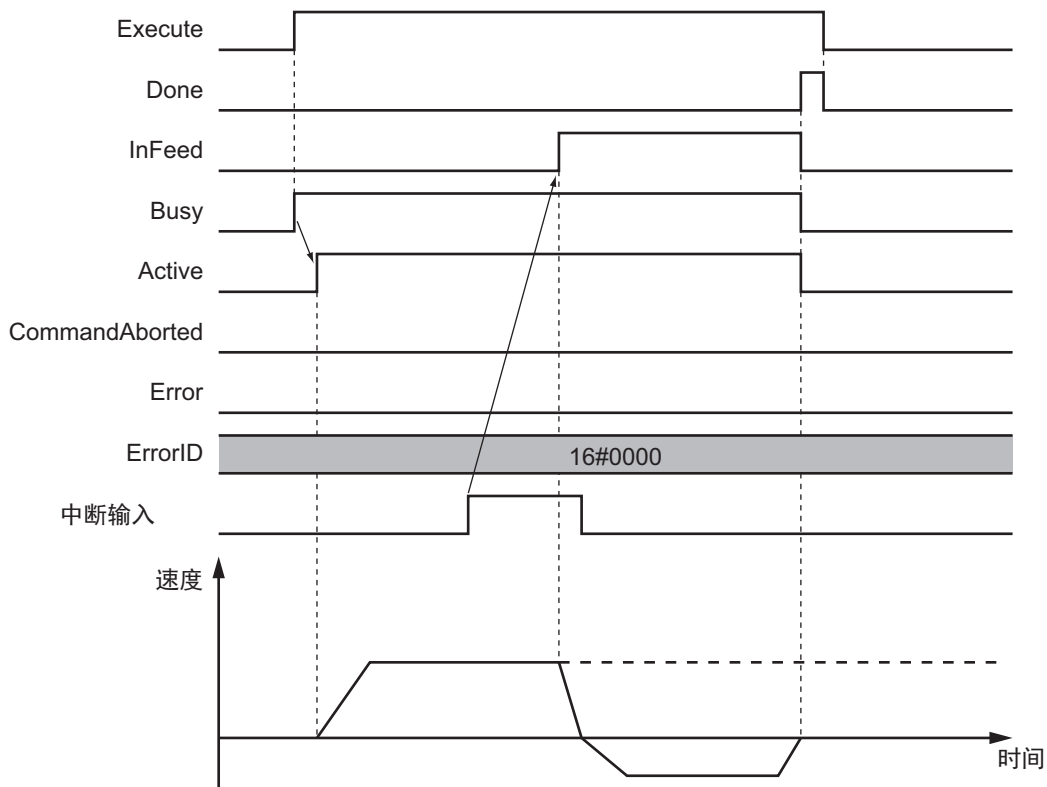 Execute
Done
InFeed
Busy
Active
CommandAborted
Error
ErrorID
16#0000
中断输入
速度
时间